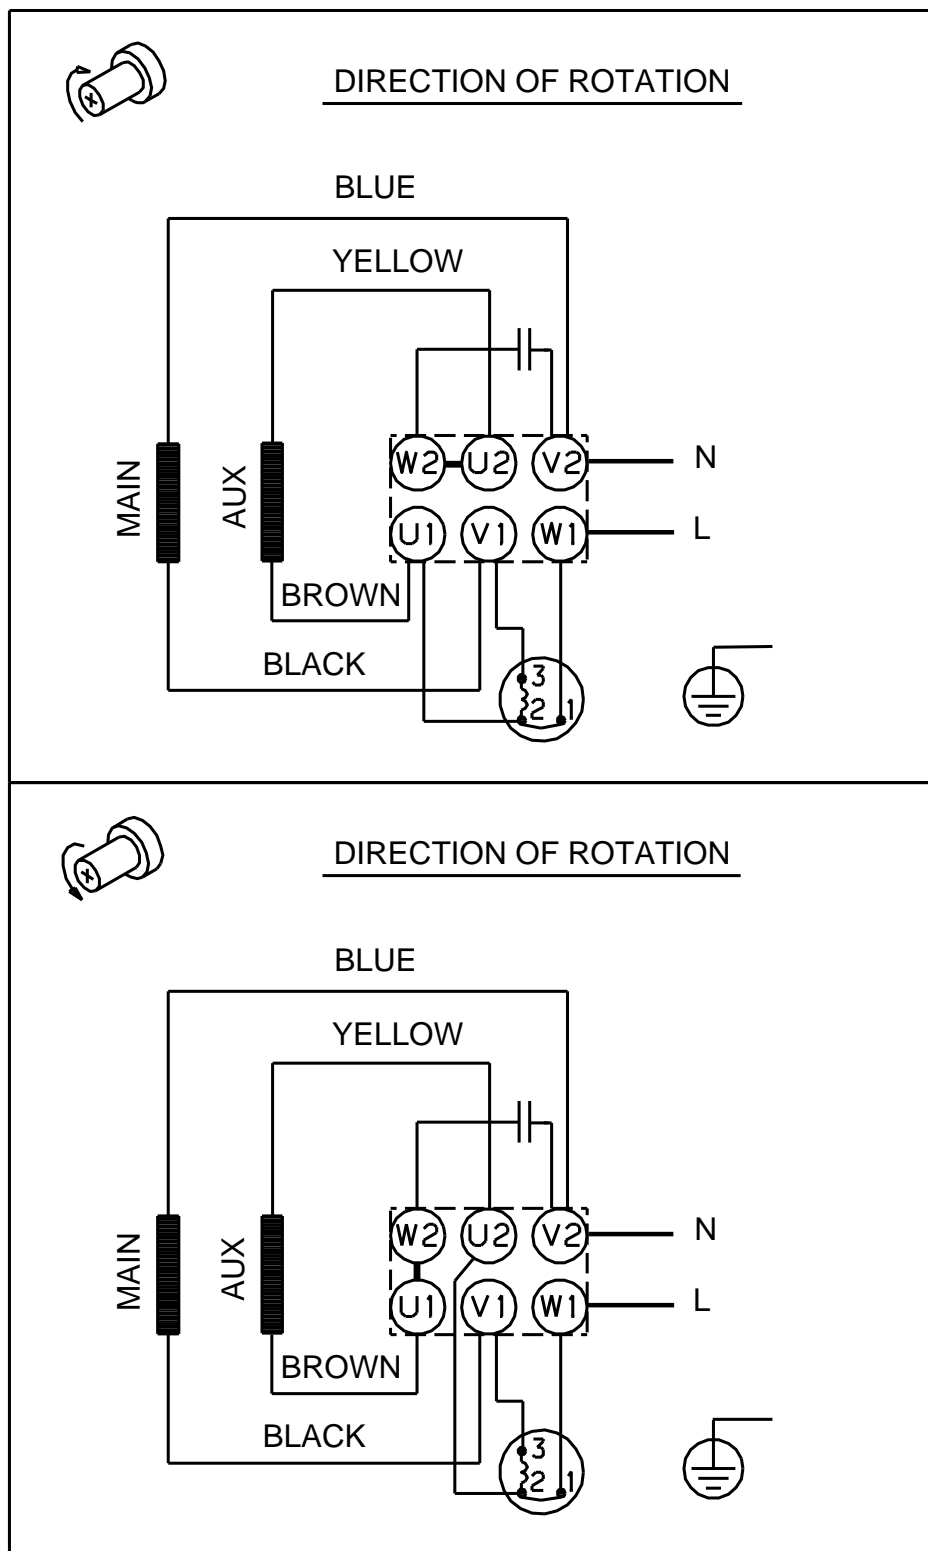 DIRECTION OF ROTATION
BLUE
YELLOW
MAIN
AUX
W2 U2 V2 N
U1 V1 W1 L
BROWN
BLACK
3
2 1
DIRECTION OF ROTATION
BLUE
YELLOW
MAIN
AUX
W2 U2 V2 N
U1 V1 W1 L
BROWN
BLACK
3
2 1